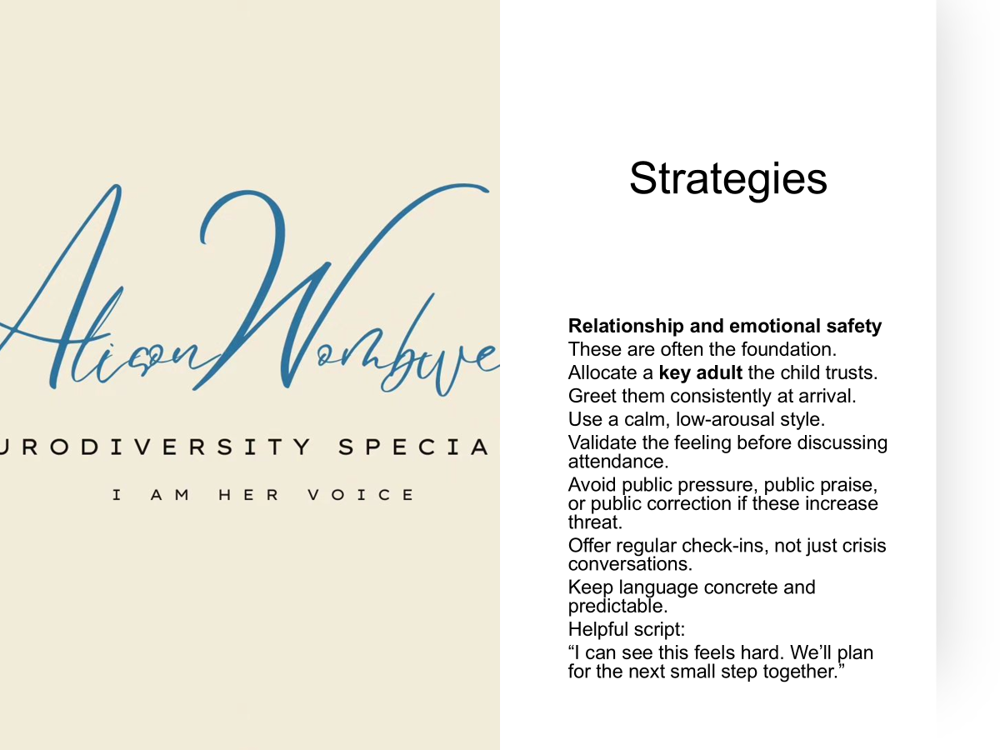 Alison Wombwe
URODIVERSITY SPECIA
I AM HER VOICE
Strategies
Relationship and emotional safety
These are often the foundation.
Allocate a key adult the child trusts.
Greet them consistently at arrival.
Use a calm, low-arousal style.
Validate the feeling before discussing
attendance.
Avoid public pressure, public praise,
or public correction if these increase
threat.
Offer regular check-ins, not just crisis
conversations.
Keep language concrete and
predictable.
Helpful script:
“I can see this feels hard. We’ll plan
for the next small step together.”